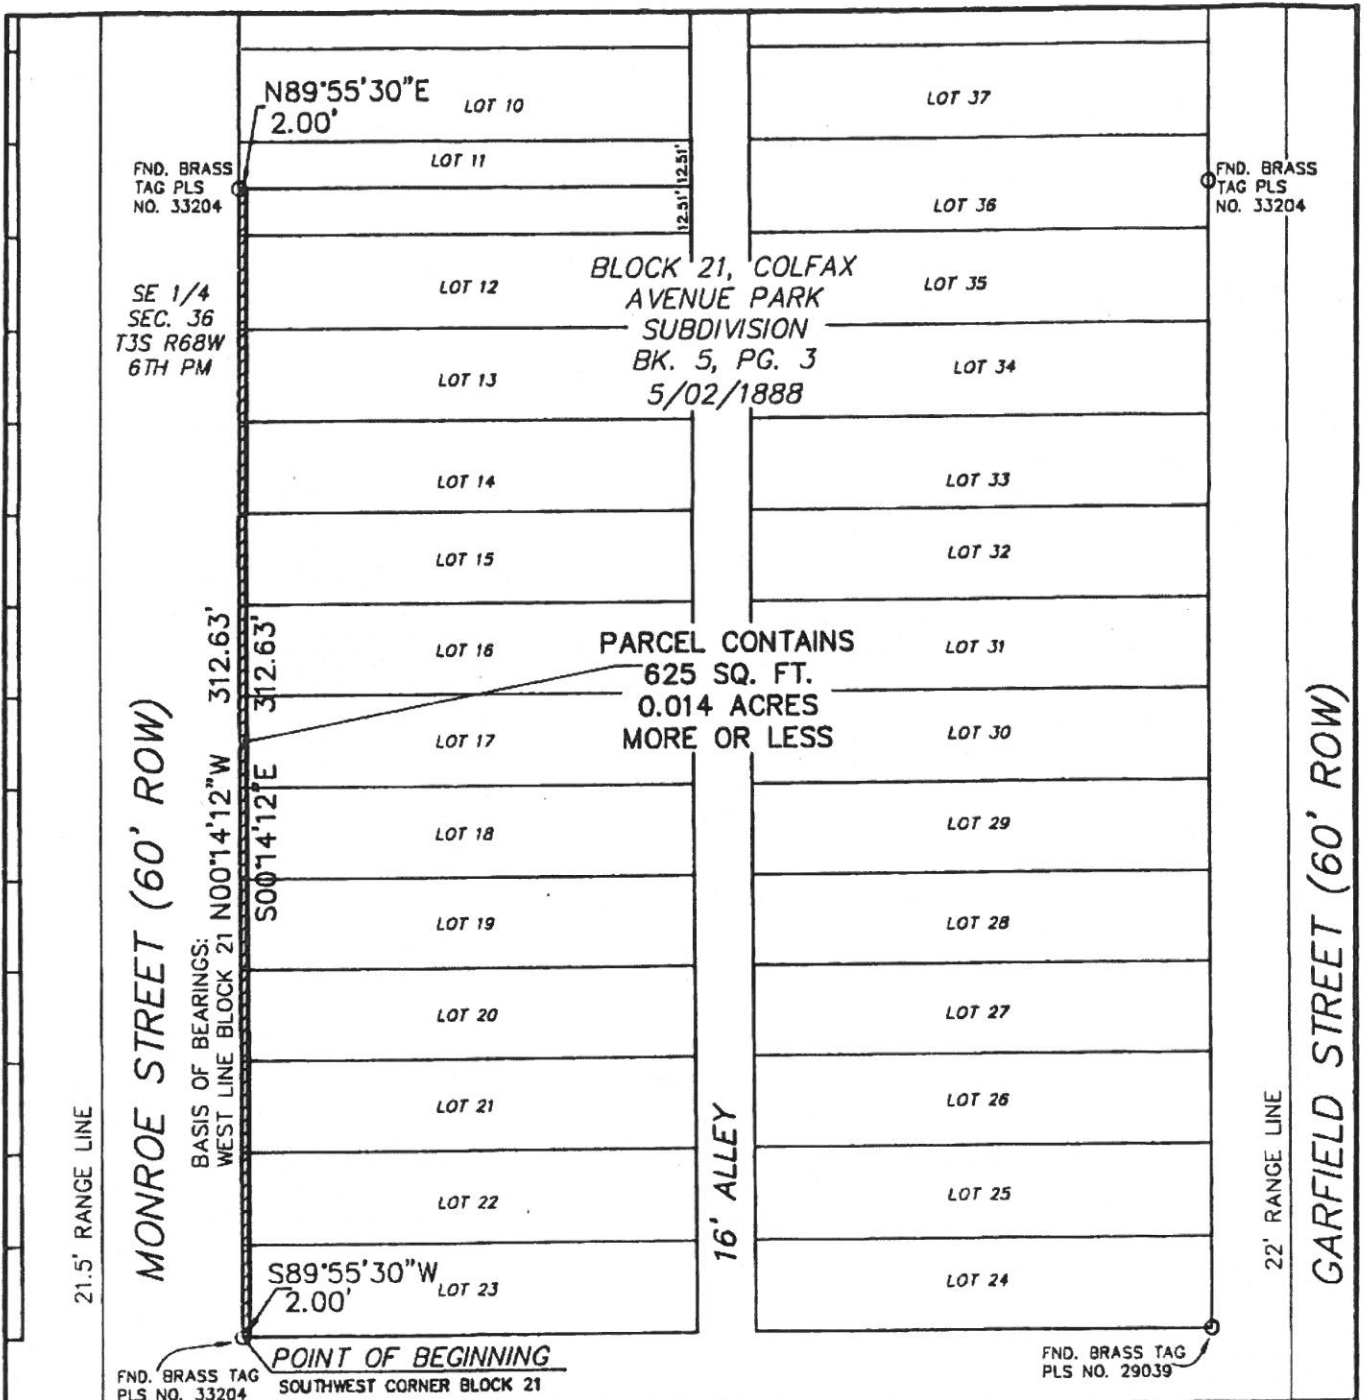 N89°55'30"E
2.00'
LOT 10
LOT 37
LOT 11
12.51'
12.51'
FND. BRASS
TAG PLS
NO. 33204
FND. BRASS
TAG PLS
NO. 33204
LOT 36
SE 1/4
SEC. 36
T3S R68W
6TH PM
LOT 12
BLOCK 21, COLFAX
AVENUE PARK
SUBDIVISION
BK. 5, PG. 3
5/02/1888
LOT 35
LOT 13
LOT 34
LOT 14
LOT 33
LOT 15
LOT 32
LOT 16
PARCEL CONTAINS
625 SQ. FT.
0.014 ACRES
MORE OR LESS
LOT 31
LOT 17
LOT 30
LOT 18
LOT 29
LOT 19
LOT 28
LOT 20
LOT 27
LOT 21
LOT 26
LOT 22
LOT 25
LOT 23
LOT 24
21.5' RANGE LINE
MONROE STREET (60' ROW)
BASIS OF BEARINGS:
WEST LINE BLOCK 21 N00°14'12"W 312.63'
S00°14'12"E 312.63'
16' ALLEY
22' RANGE LINE
GARFIELD STREET (60' ROW)
S89°55'30"W
2.00'
POINT OF BEGINNING
SOUTHWEST CORNER BLOCK 21
FND. BRASS TAG
PLS NO. 33204
FND. BRASS TAG
PLS NO. 29039